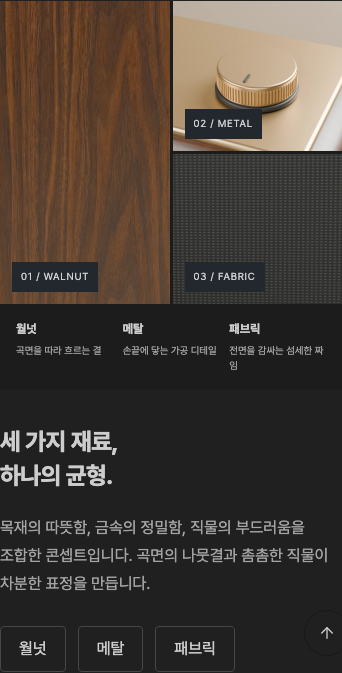 02 / METAL
01 / WALNUT
03 / FABRIC
월넛
곡면을 따라 흐르는 결
메탈
손끝에 닿는 가공 디테일
패브릭
전면을 감싸는 섬세한 짜
임
세 가지 재료,
하나의 균형.
목재의 따뜻함, 금속의 정밀함, 직물의 부드러움을
조합한 콘셉트입니다. 곡면의 나뭇결과 촘촘한 직물이
차분한 표정을 만듭니다.
월넛
메탈
패브릭